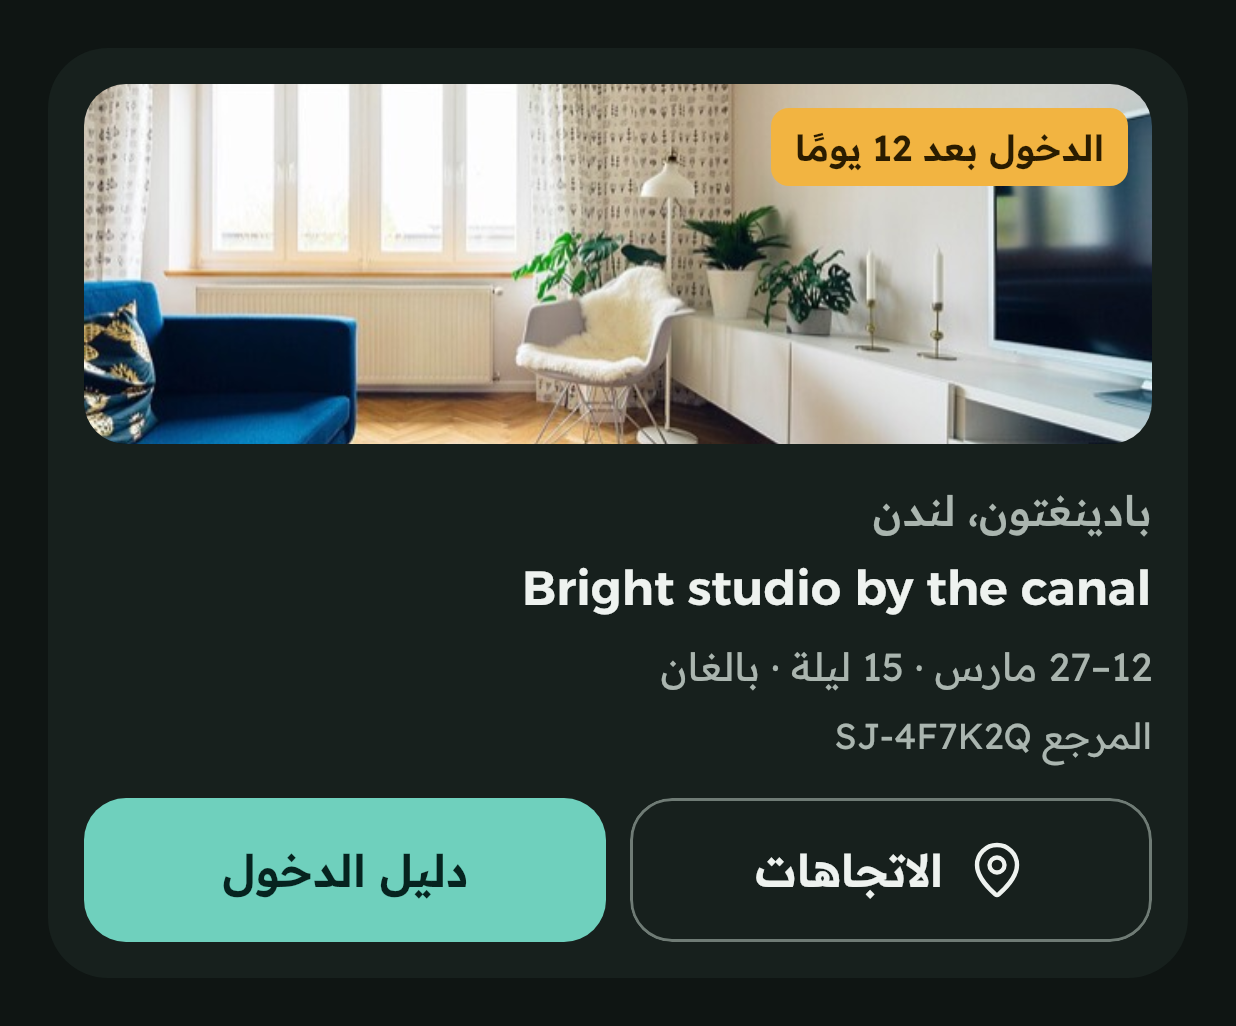 الدخول بعد 12 يومًا
بادينغتون، لندن
Bright studio by the canal
12–27 مارس · 15 ليلة · بالغان
المرجع SJ-4F7K2Q
الاتجاهات
دليل الدخول